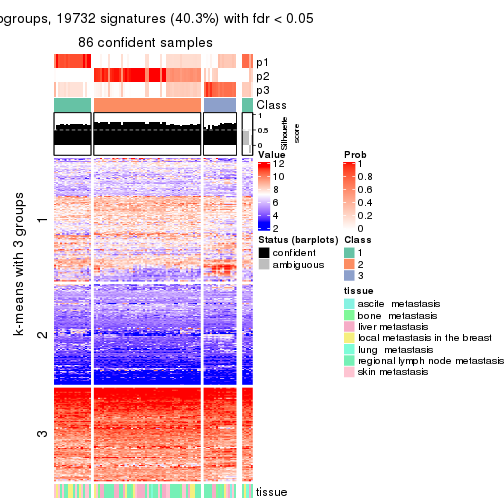 ogroups, 19732 signatures (40.3%) with fdr < 0.05
86 confident samples
p1
p2
p3
Class
1
0.5
0
Silhouette
score
k-means with 3 groups
1
2
3
Value
12
10
8
6
4
2
Prob
1
0.8
0.6
0.4
0.2
0
Status (barplots)
confident
ambiguous
Class
1
2
3
tissue
ascite metastasis
bone metastasis
liver metastasis
local metastasis in the breast
lung metastasis
regional lymph node metastasis
skin metastasis
tissue